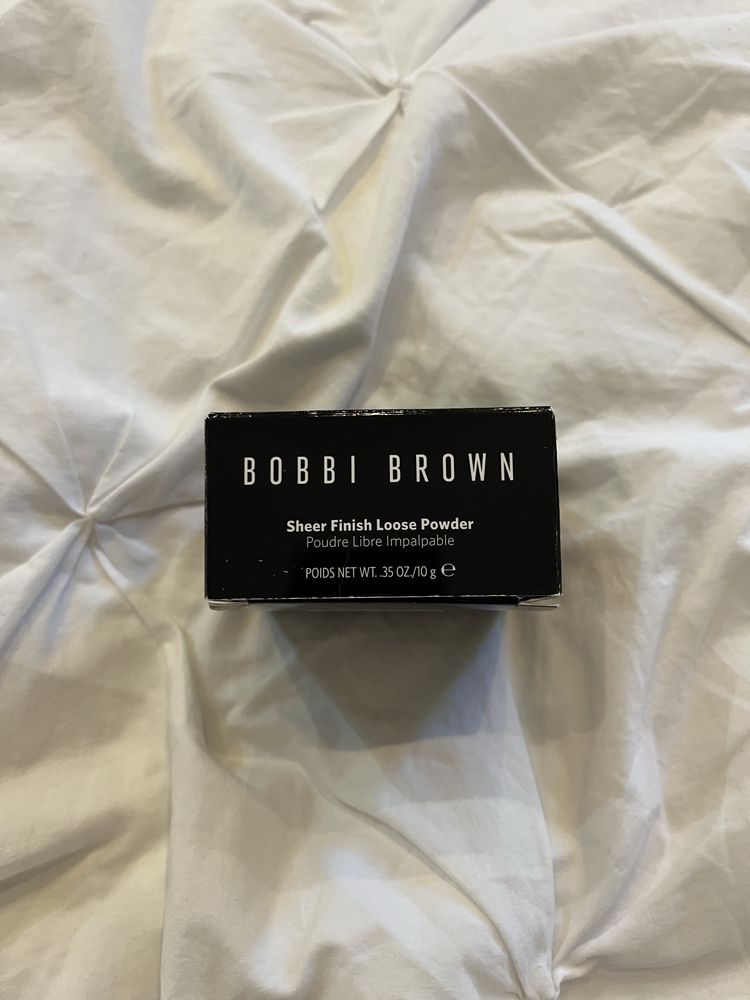 BOBBI BROWN
Sheer Finish Loose Powder
Poudre Libre Impalpable
POIDS NET WT. .35 OZ./10 g ℮